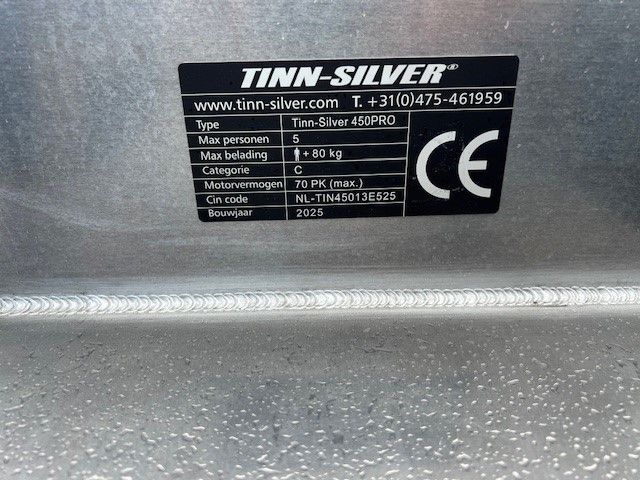 TINN-SILVER®
www.tinn-silver.com T. +31(0)475-461959
Type Tinn-Silver 450PRO
Max personen 5
Max belading + 80 kg
Categorie C
Motorvermogen 70 PK (max.)
Cin code NL-TIN45013E525
Bouwjaar 2025
CE